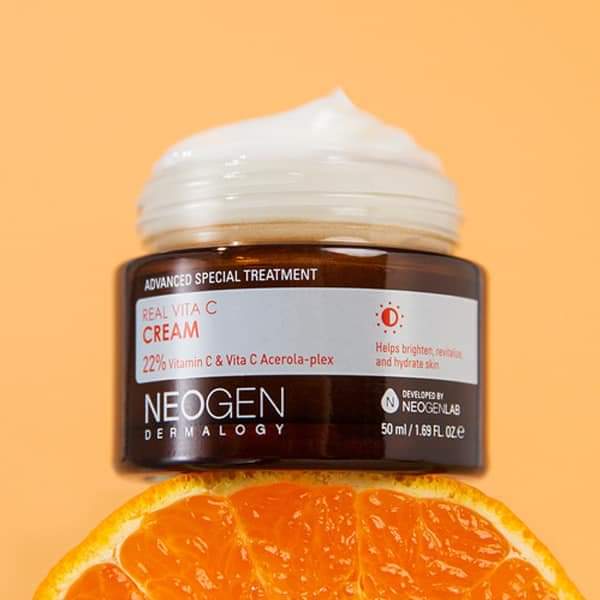 ADVANCED SPECIAL TREATMENT
REAL VITA C
CREAM
22% Vitamin C & Vita C Acerola-plex
Helps brighten, revitalize,
and hydrate skin
NEOGEN
DERMALOGY
N
DEVELOPED BY
NEOGENLAB
50 ml / 1.69 FL. OZ. ℮